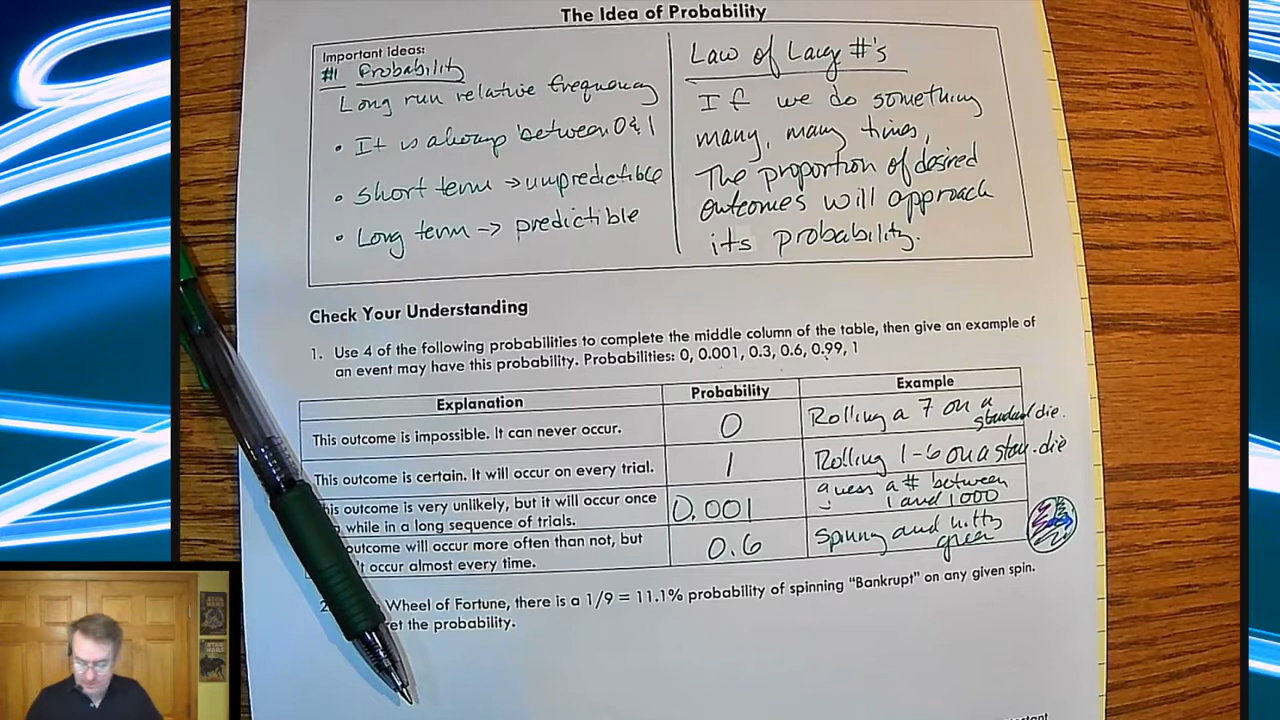 The Idea of Probability
Important ideas:
#1 Probability
Long run relative frequency
• It is always between 0 & 1
• short term → unpredictible
• Long term → predictible
Law of Large #'s
If we do something
many, many times,
The proportion of desired
outcomes will approach
its probability.
Check Your Understanding
1. Use 4 of the following probabilities to complete the middle column of the table, then give an example of
an event may have this probability. Probabilities: 0, 0.001, 0.3, 0.6, 0.99, 1
Explanation Probability Example
This outcome is impossible. It can never occur. 0 Rolling a 7 on a
standard die.
This outcome is certain. It will occur on every trial. 1 Rolling 1-6 on a stan. die
his outcome is very unlikely, but it will occur once
while in a long sequence of trials. 0.001 guess a # between
1 and 1000
outcome will occur more often than not, but
t occur almost every time. 0.6 Spinng and hittg
green
2. Wheel of Fortune, there is a 1/9 = 11.1% probability of spinning "Bankrupt" on any given spin.
et the probability.
STAR
WARS
STAR
WARS